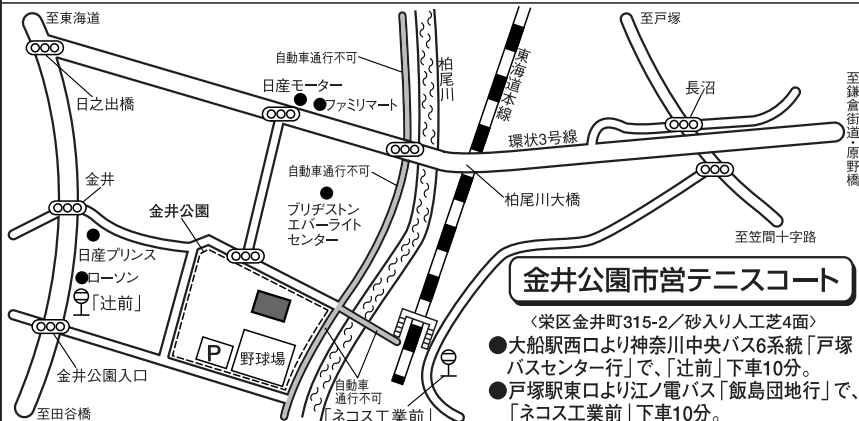 至東海道
日之出橋
自動車通行不可
日産モーター
ファミリマート
柏尾川
東海道本線
至戸塚
長沼
至鎌倉街道・原野橋
環状3号線
柏尾川大橋
至笠間十字路
金井
金井公園
自動車通行不可
ブリヂストン
エバーライト
センター
日産プリンス
ローソン
「辻前」
金井公園入口
至田谷橋
P
野球場
自動車
通行不可
「ネコス工業前」
金井公園市営テニスコート
〈栄区金井町315-2／砂入り人工芝4面〉
●大船駅西口より神奈川中央バス6系統「戸塚
バスセンター行」で、「辻前」下車10分。
●戸塚駅東口より江ノ電バス「飯島団地行」で、
「ネコス工業前」下車10分。